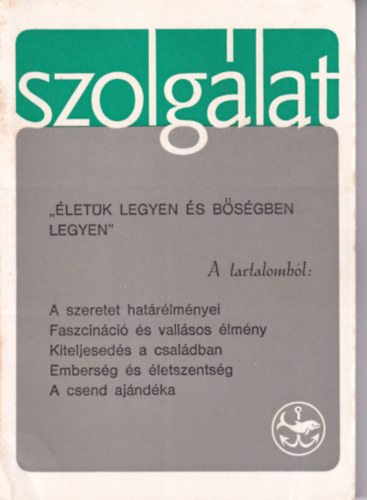 szolgálat
„ÉLETÜK LEGYEN ÉS BŐSÉGBEN
LEGYEN”
A tartalomból:
A szeretet határélményei
Faszcináció és vallásos élmény
Kiteljesedés a családban
Emberség és életszentség
A csend ajándéka